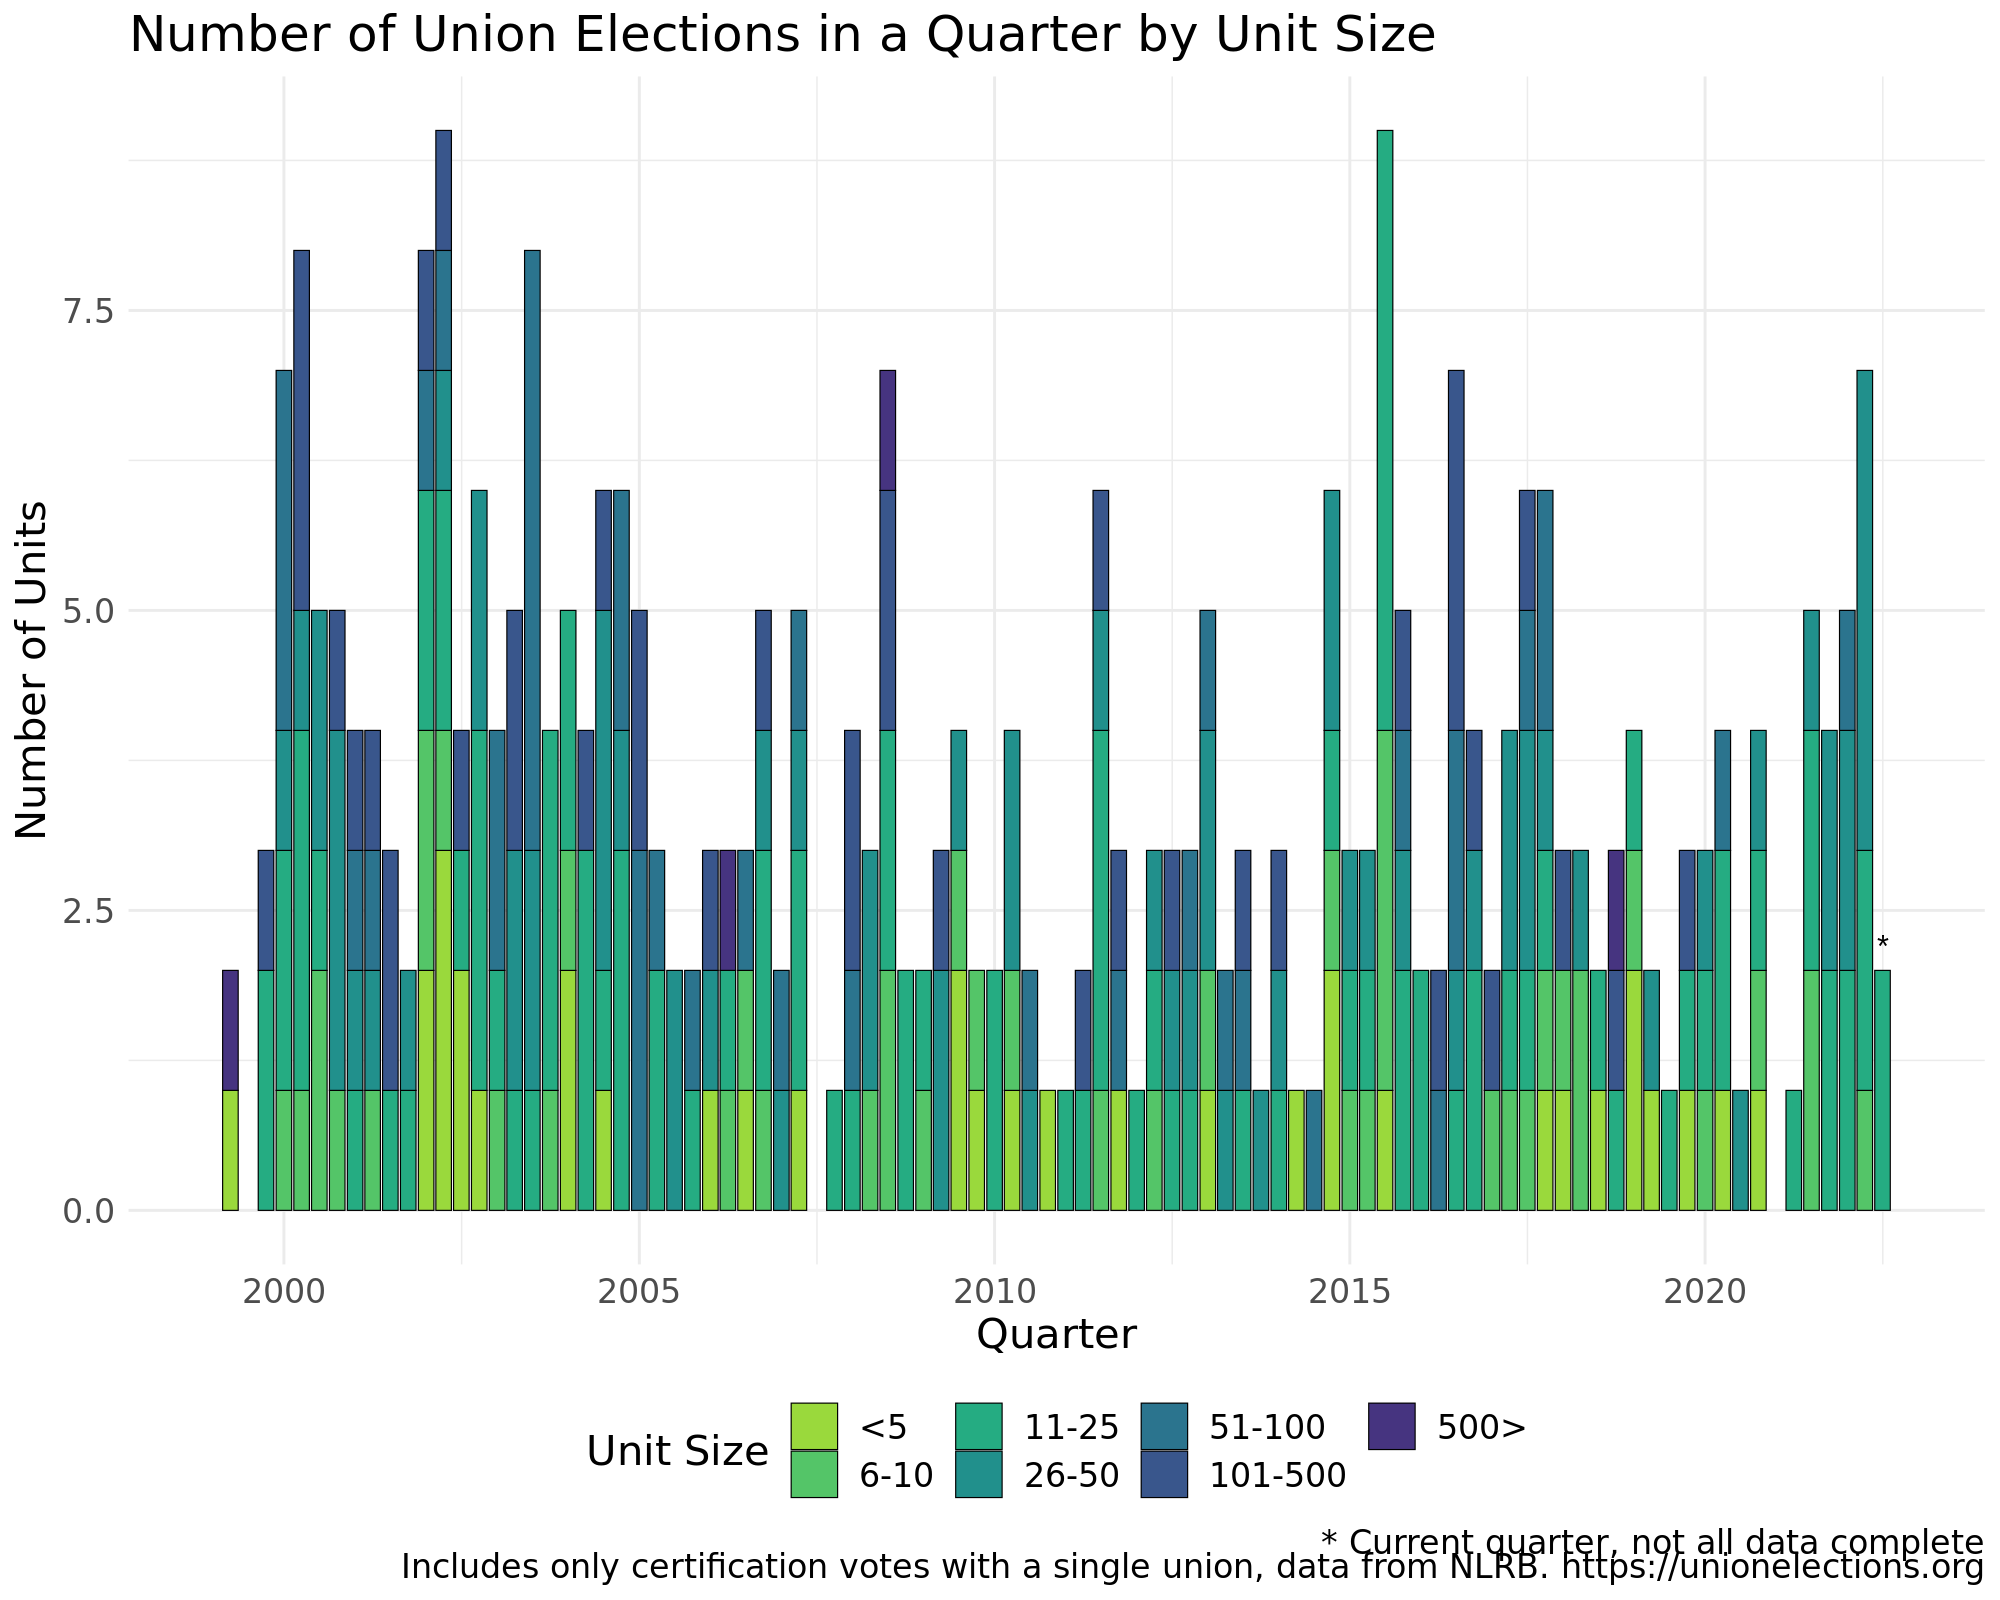 Number of Union Elections in a Quarter by Unit Size
Number of Units
7.5
5.0
2.5
0.0
*
2000 2005 2010 2015 2020
Quarter
Unit Size
<5 11-25 51-100 500>
6-10 26-50 101-500
* Current quarter, not all data complete
Includes only certification votes with a single union, data from NLRB. https://unionelections.org